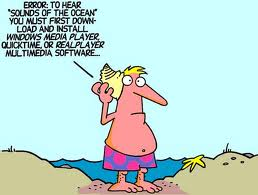 ERROR: TO HEAR
"SOUNDS OF THE OCEAN"
YOU MUST FIRST DOWN-
LOAD AND INSTALL
WINDOWS MEDIA PLAYER,
QUICKTIME, OR REALPLAYER
MULTIMEDIA SOFTWARE...